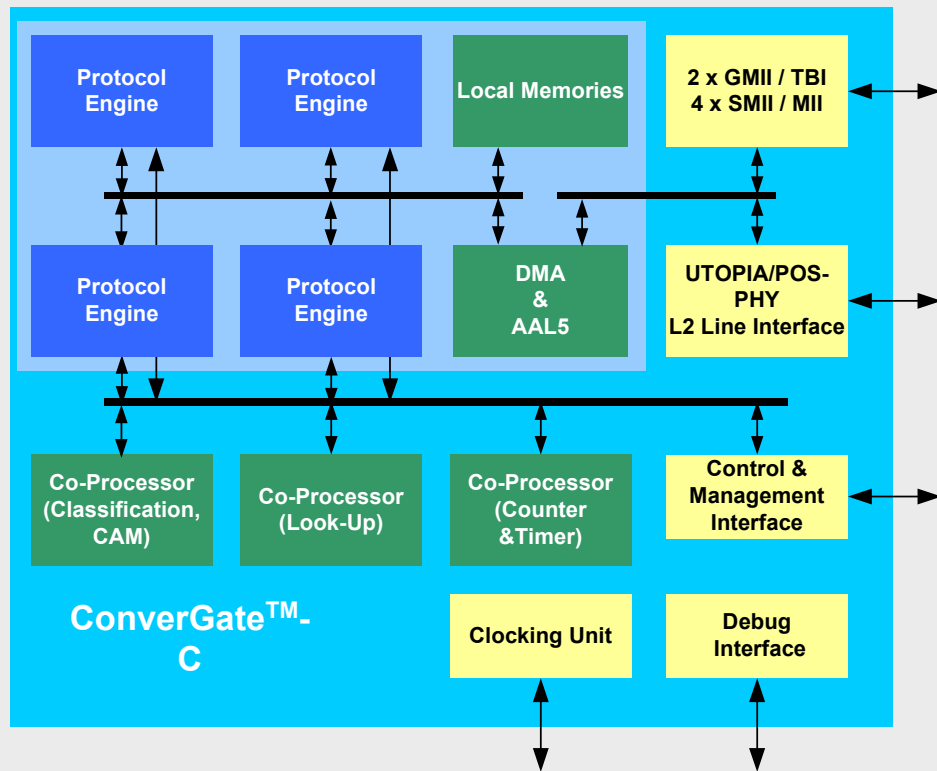 Protocol
Engine
Protocol
Engine
Local Memories
2 x GMII / TBI
4 x SMII / MII
Protocol
Engine
Protocol
Engine
DMA
&
AAL5
UTOPIA/POS-
PHY
L2 Line Interface
Co-Processor
(Classification,
CAM)
Co-Processor
(Look-Up)
Co-Processor
(Counter
&Timer)
Control &
Management
Interface
ConverGate™-
C
Clocking Unit
Debug
Interface